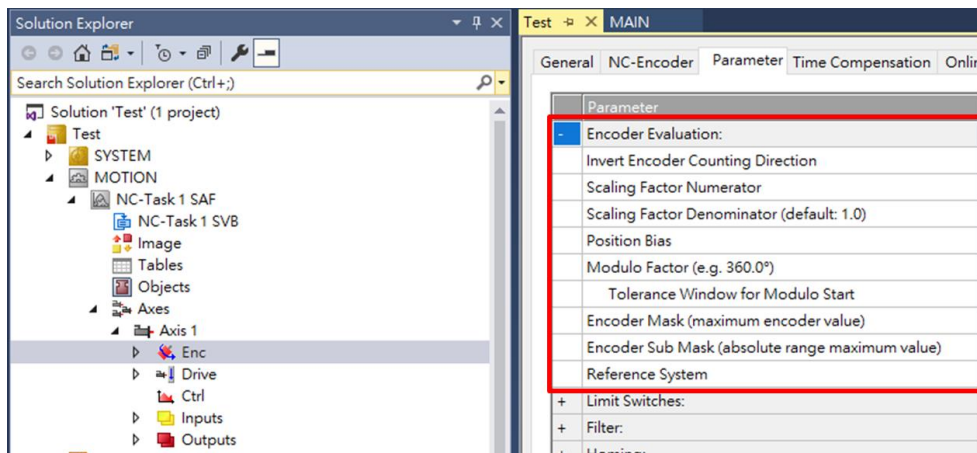 Solution Explorer
Search Solution Explorer (Ctrl+;)
Solution 'Test' (1 project)
Test
SYSTEM
MOTION
NC-Task 1 SAF
NC-Task 1 SVB
Image
Tables
Objects
Axes
Axis 1
Enc
Drive
Ctrl
Inputs
Outputs
Test MAIN
General NC-Encoder Parameter Time Compensation
Parameter
- Encoder Evaluation:
Invert Encoder Counting Direction
Scaling Factor Numerator
Scaling Factor Denominator (default: 1.0)
Position Bias
Modulo Factor (e.g. 360.0°)
Tolerance Window for Modulo Start
Encoder Mask (maximum encoder value)
Encoder Sub Mask (absolute range maximum value)
Reference System
+ Limit Switches:
+ Filter: